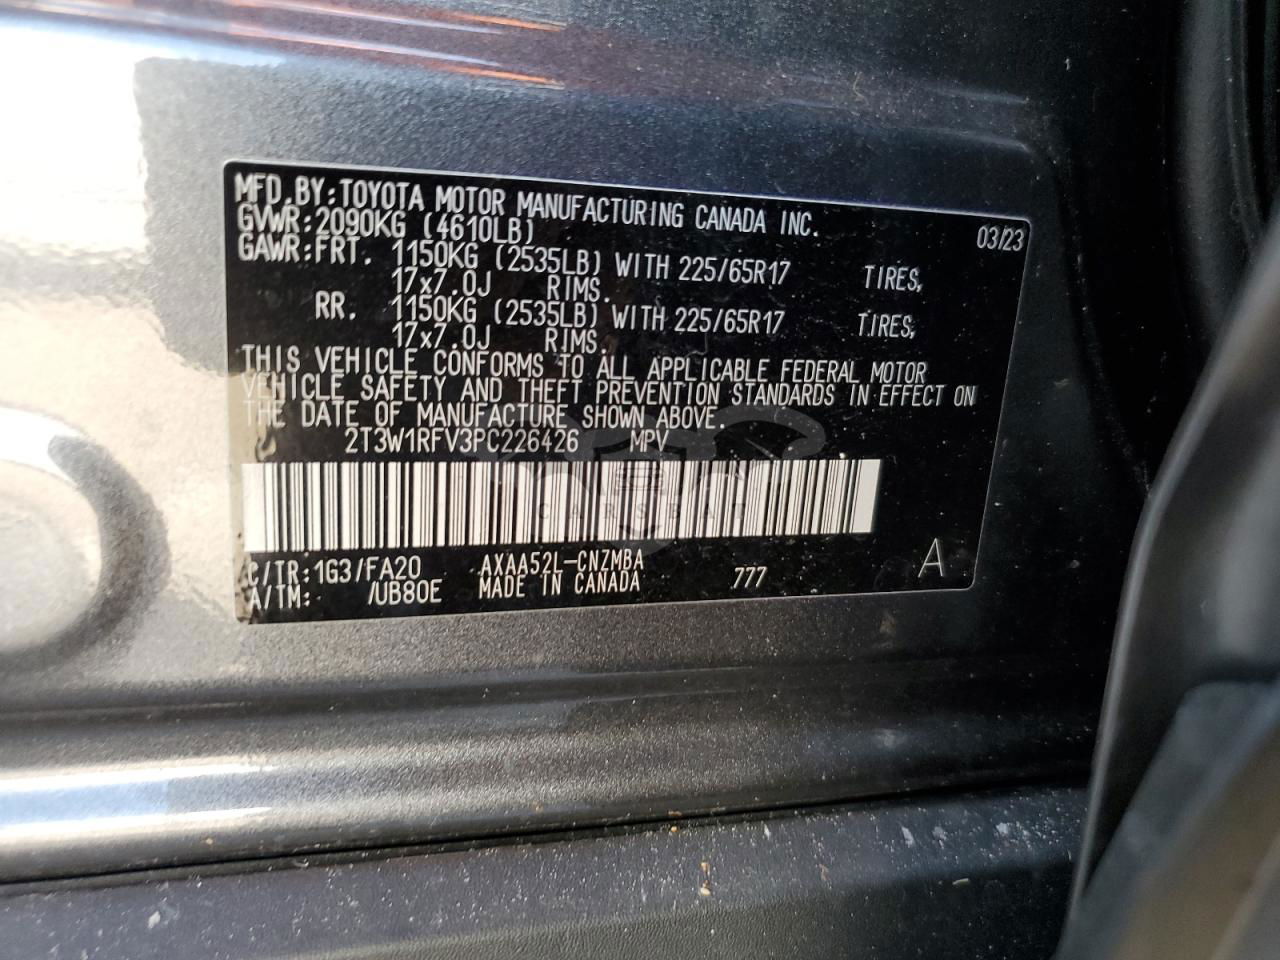 MFD.BY:TOYOTA MOTOR MANUFACTURING CANADA INC.
GVWR:2090KG (4610LB) 03/23
GAWR:FRT. 1150KG (2535LB) WITH 225/65R17 TIRES,
17x7.0J RIMS.
RR. 1150KG (2535LB) WITH 225/65R17 TIRES,
17x7.0J RIMS.
THIS VEHICLE CONFORMS TO ALL APPLICABLE FEDERAL MOTOR
VEHICLE SAFETY AND THEFT PREVENTION STANDARDS IN EFFECT ON
THE DATE OF MANUFACTURE SHOWN ABOVE.
2T3W1RFV3PC226426 MPV
CARSBAT
C/TR:1G3/FA20 AXAA52L-CNZMBA 777 A
A/TM: /UB80E MADE IN CANADA